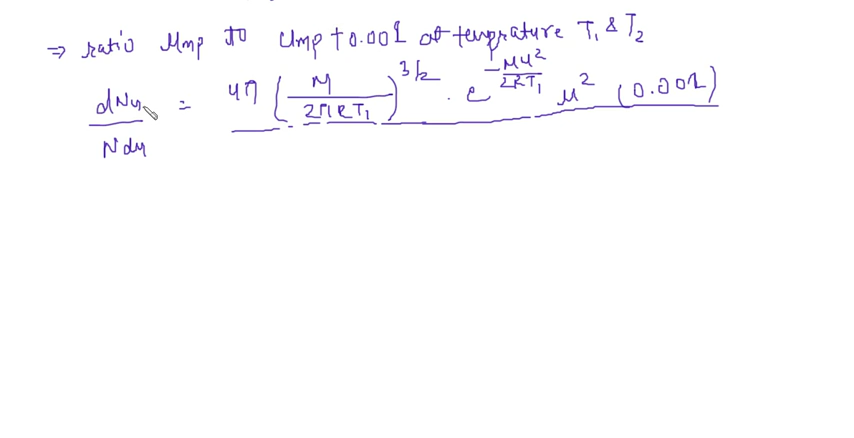 ⇒ ratio Ump to Ump + 0.001 at temprature T₁ & T₂
dNu / Ndu = 4π (M / 2πRT₁)^3/2 · e^(-Mu²/2RT₁) u² (0.001)